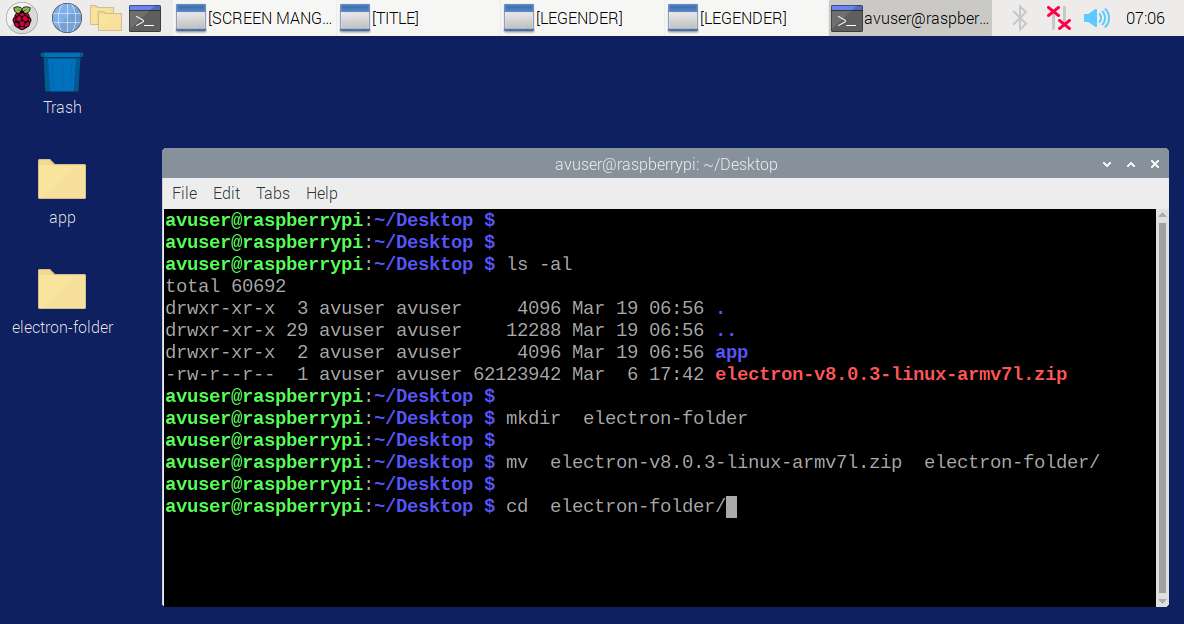 [SCREEN MANG... [TITLE] [LEGENDER] [LEGENDER] avuser@raspber... 07:06
Trash
app
electron-folder
avuser@raspberrypi: ~/Desktop
File Edit Tabs Help
avuser@raspberrypi:~/Desktop $
avuser@raspberrypi:~/Desktop $
avuser@raspberrypi:~/Desktop $ ls -al
total 60692
drwxr-xr-x  3 avuser avuser     4096 Mar 19 06:56 .
drwxr-xr-x 29 avuser avuser    12288 Mar 19 06:56 ..
drwxr-xr-x  2 avuser avuser     4096 Mar 19 06:56 app
-rw-r--r--  1 avuser avuser 62123942 Mar  6 17:42 electron-v8.0.3-linux-armv7l.zip
avuser@raspberrypi:~/Desktop $
avuser@raspberrypi:~/Desktop $ mkdir  electron-folder
avuser@raspberrypi:~/Desktop $
avuser@raspberrypi:~/Desktop $ mv  electron-v8.0.3-linux-armv7l.zip  electron-folder/
avuser@raspberrypi:~/Desktop $
avuser@raspberrypi:~/Desktop $ cd  electron-folder/